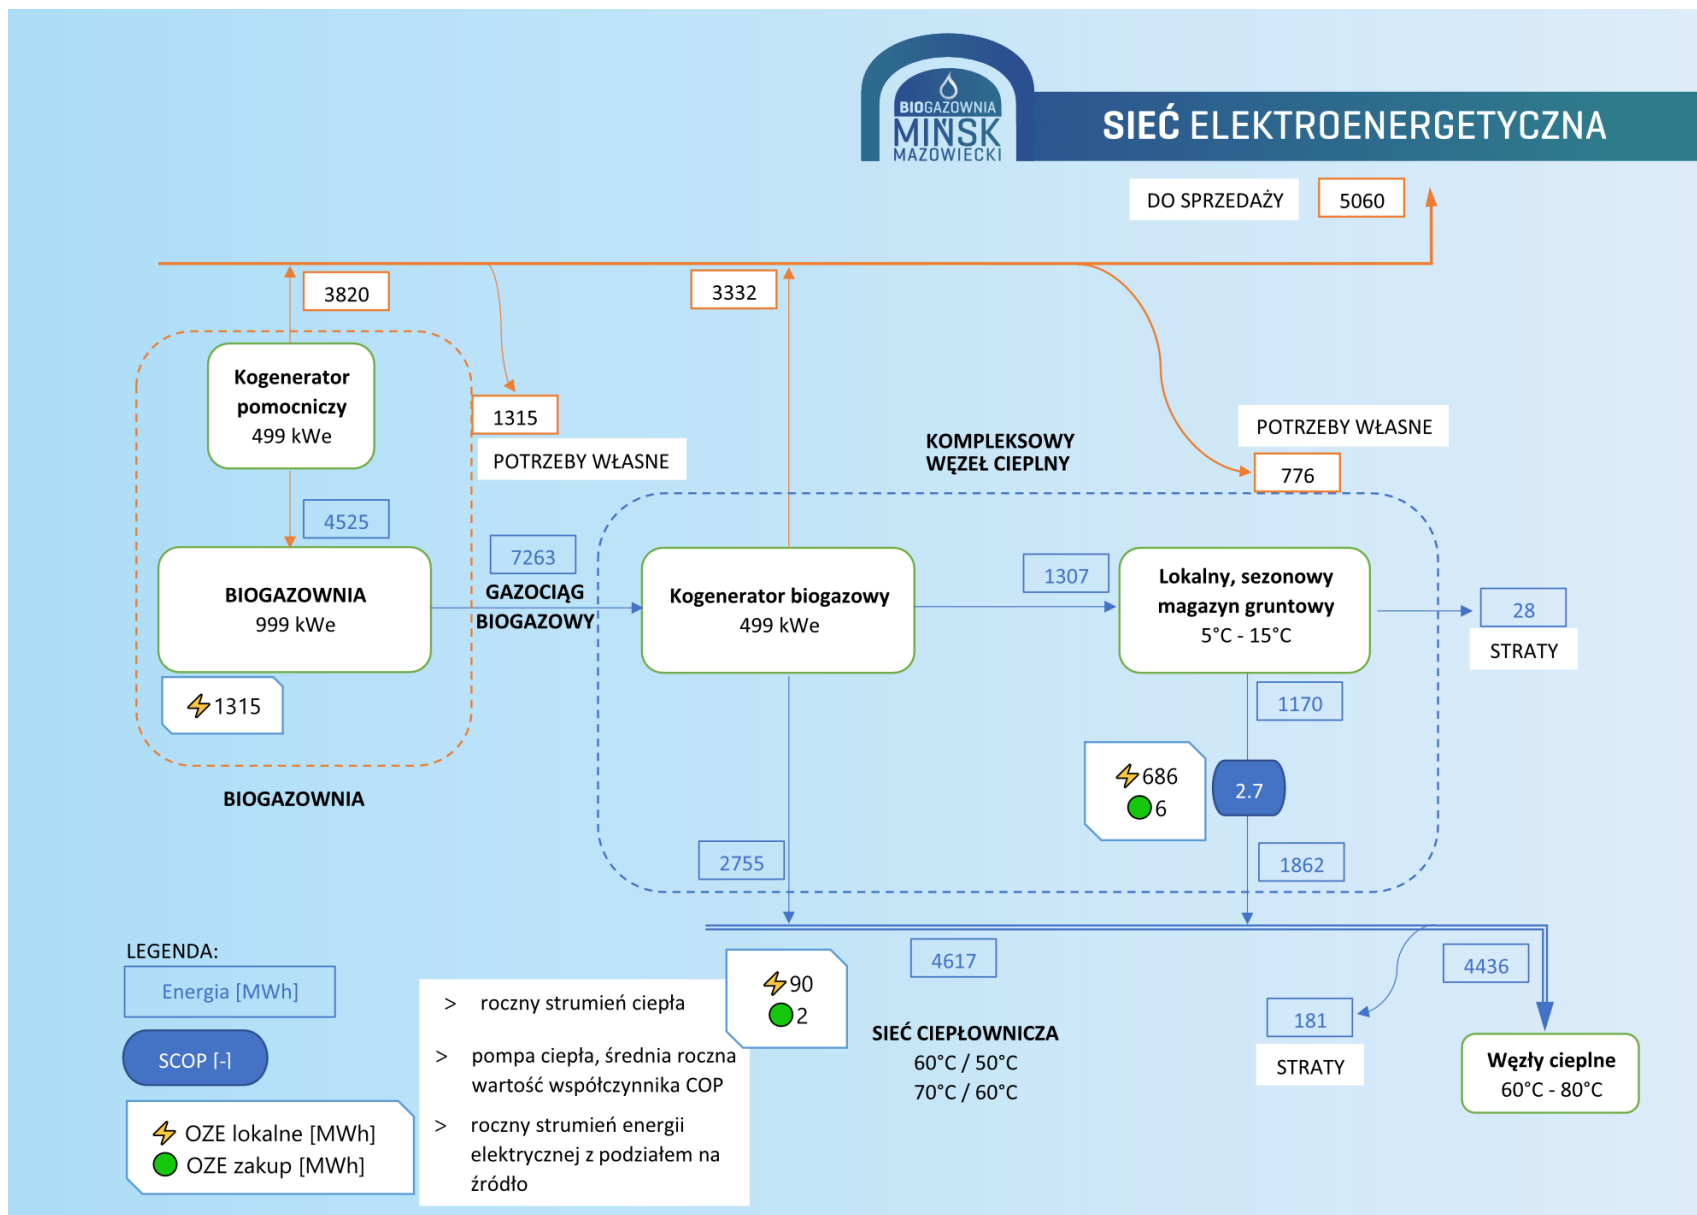 BIOGAZOWNIA
MIŃSK
MAZOWIECKI
SIEĆ ELEKTROENERGETYCZNA
DO SPRZEDAŻY
5060
3820
3332
Kogenerator
pomocniczy
499 kWe
1315
POTRZEBY WŁASNE
KOMPLEKSOWY
WĘZEŁ CIEPLNY
POTRZEBY WŁASNE
776
4525
7263
GAZOCIĄG
BIOGAZOWY
BIOGAZOWNIA
999 kWe
Kogenerator biogazowy
499 kWe
1307
Lokalny, sezonowy
magazyn gruntowy
5°C - 15°C
28
STRATY
1315
BIOGAZOWNIA
1170
686
6
2.7
2755
1862
4617
4436
90
2
SIEĆ CIEPŁOWNICZA
60°C / 50°C
70°C / 60°C
181
STRATY
Węzły cieplne
60°C - 80°C
LEGENDA:
Energia [MWh]
> roczny strumień ciepła
SCOP [-]
> pompa ciepła, średnia roczna
wartość współczynnika COP
OZE lokalne [MWh]
OZE zakup [MWh]
> roczny strumień energii
elektrycznej z podziałem na
źródło